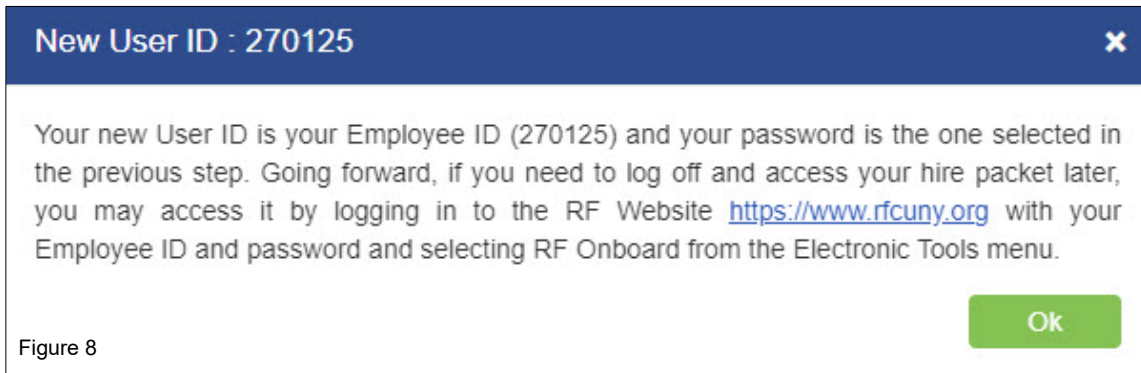 New User ID : 270125
Your new User ID is your Employee ID (270125) and your password is the one selected in
the previous step. Going forward, if you need to log off and access your hire packet later,
you may access it by logging in to the RF Website https://www.rfcuny.org with your
Employee ID and password and selecting RF Onboard from the Electronic Tools menu.
Ok
Figure 8